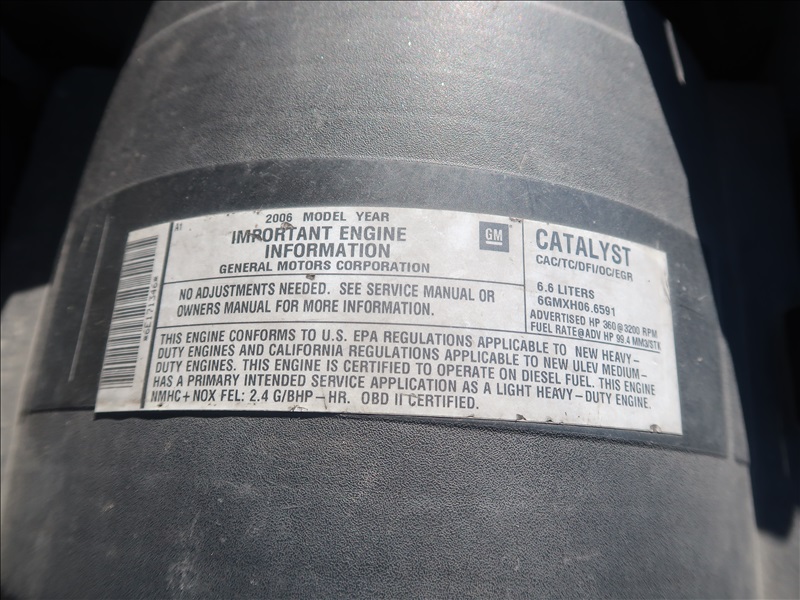 A1
2006 MODEL YEAR
IMPORTANT ENGINE
INFORMATION
GENERAL MOTORS CORPORATION
GM
NO ADJUSTMENTS NEEDED. SEE SERVICE MANUAL OR
OWNERS MANUAL FOR MORE INFORMATION.
CATALYST
CAC/TC/DFI/OC/EGR
6.6 LITERS
6GMXH06.6591
ADVERTISED HP 360@3200 RPM
FUEL RATE@ADV HP 99.4 MM3/STK
THIS ENGINE CONFORMS TO U.S. EPA REGULATIONS APPLICABLE TO NEW HEAVY-
DUTY ENGINES AND CALIFORNIA REGULATIONS APPLICABLE TO NEW ULEV MEDIUM-
DUTY ENGINES. THIS ENGINE IS CERTIFIED TO OPERATE ON DIESEL FUEL. THIS ENGINE
HAS A PRIMARY INTENDED SERVICE APPLICATION AS A LIGHT HEAVY-DUTY ENGINE.
NMHC+NOX FEL: 2.4 G/BHP-HR. OBD II CERTIFIED.